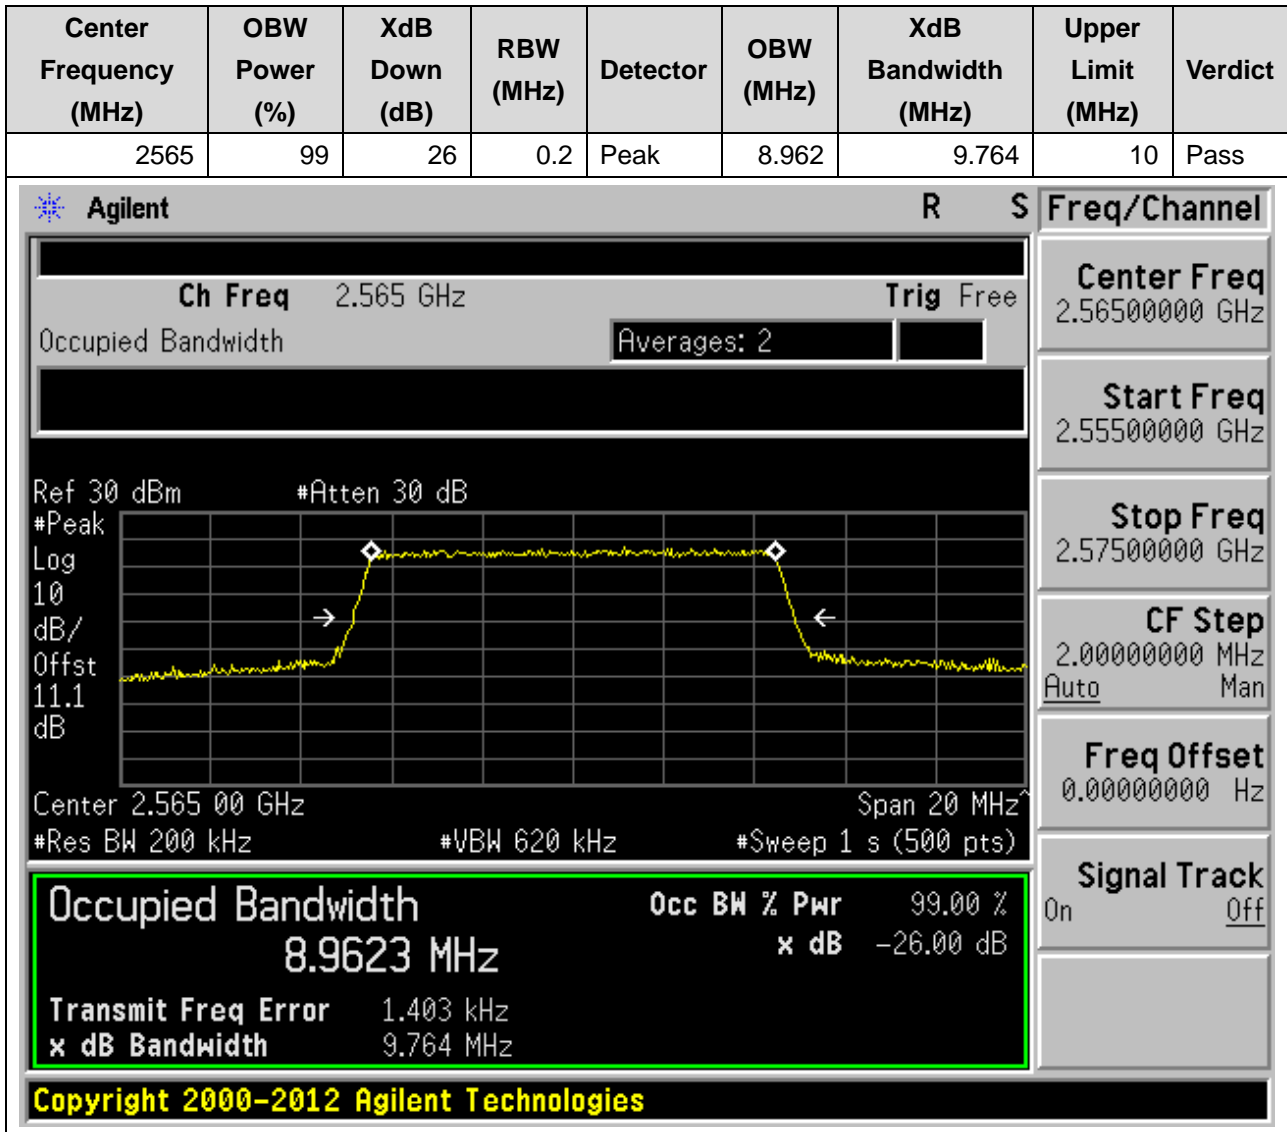 Center Frequency (MHz) OBW Power (%) XdB Down (dB) RBW (MHz) Detector OBW (MHz) XdB Bandwidth (MHz) Upper Limit (MHz) Verdict
2565 99 26 0.2 Peak 8.962 9.764 10 Pass
Agilent R S Freq/Channel
Ch Freq 2.565 GHz Trig Free
Occupied Bandwidth Averages: 2
Center Freq
2.56500000 GHz
Start Freq
2.55500000 GHz
Stop Freq
2.57500000 GHz
CF Step
2.00000000 MHz
Auto Man
Freq Offset
0.00000000 Hz
Signal Track
On Off
Ref 30 dBm #Atten 30 dB
#Peak
Log
10
dB/
Offst
11.1
dB
Center 2.565 00 GHz Span 20 MHz^
#Res BW 200 kHz #VBW 620 kHz #Sweep 1 s (500 pts)
Occupied Bandwidth Occ BW % Pwr 99.00 %
8.9623 MHz x dB -26.00 dB
Transmit Freq Error 1.403 kHz
x dB Bandwidth 9.764 MHz
Copyright 2000-2012 Agilent Technologies